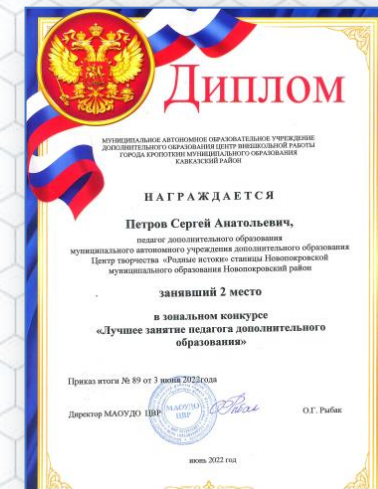 Диплом
МУНИЦИПАЛЬНОЕ АВТОНОМНОЕ ОБРАЗОВАТЕЛЬНОЕ УЧРЕЖДЕНИЕ
ДОПОЛНИТЕЛЬНОГО ОБРАЗОВАНИЯ ЦЕНТР ВНЕШКОЛЬНОЙ РАБОТЫ
ГОРОДА КРОПОТКИН МУНИЦИПАЛЬНОГО ОБРАЗОВАНИЯ
КАВКАЗСКИЙ РАЙОН
НАГРАЖДАЕТСЯ
Петров Сергей Анатольевич,
педагог дополнительного образования
муниципального автономного учреждения дополнительного образования
Центр творчества «Родные истоки» станицы Новопокровской
муниципального образования Новопокровский район
занявший 2 место
в зональном конкурсе
«Лучшее занятие педагога дополнительного
образования»
Приказ итоги № 89 от 3 июня 2022года
Директор МАОУДО ЦВР
МАОУДО
ЦВР
О.Г. Рыбак
июнь 2022 год